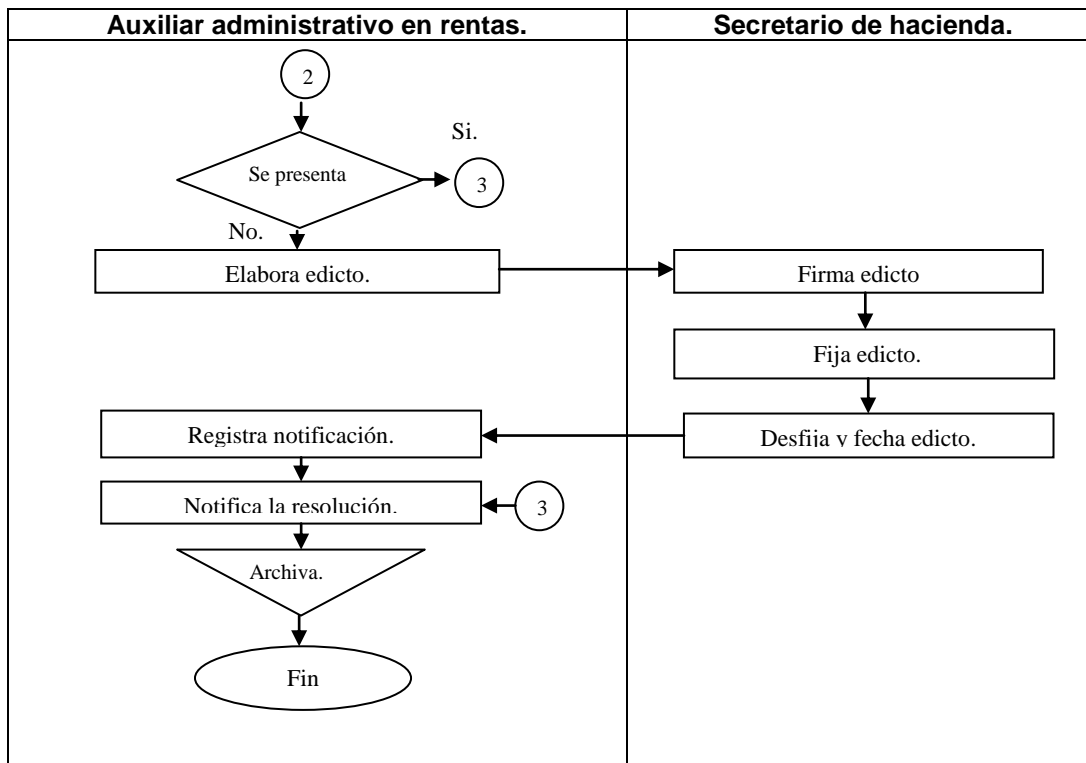 Auxiliar administrativo en rentas.
Secretario de hacienda.
2
Si.
Se presenta
3
No.
Elabora edicto.
Firma edicto
Fija edicto.
Registra notificación.
Desfija y fecha edicto.
Notifica la resolución.
3
Archiva.
Fin